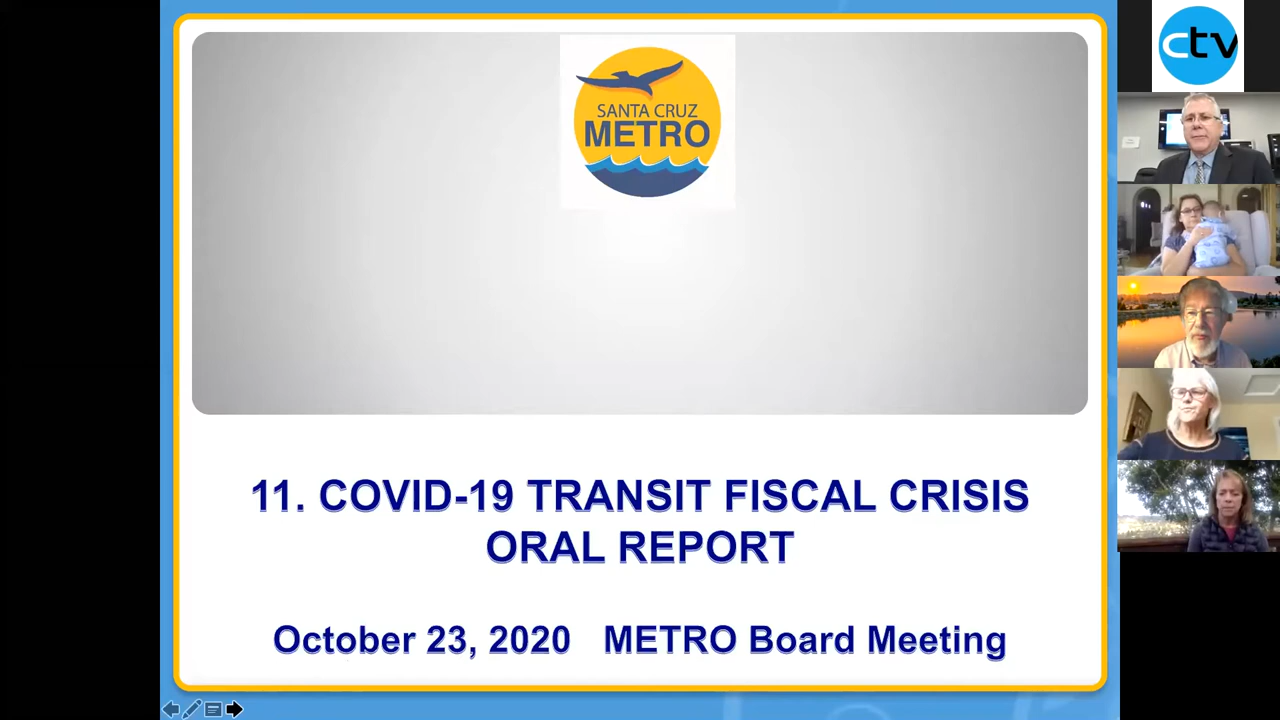 SANTA CRUZ
METRO
11. COVID-19 TRANSIT FISCAL CRISIS
ORAL REPORT
October 23, 2020 METRO Board Meeting
ctv